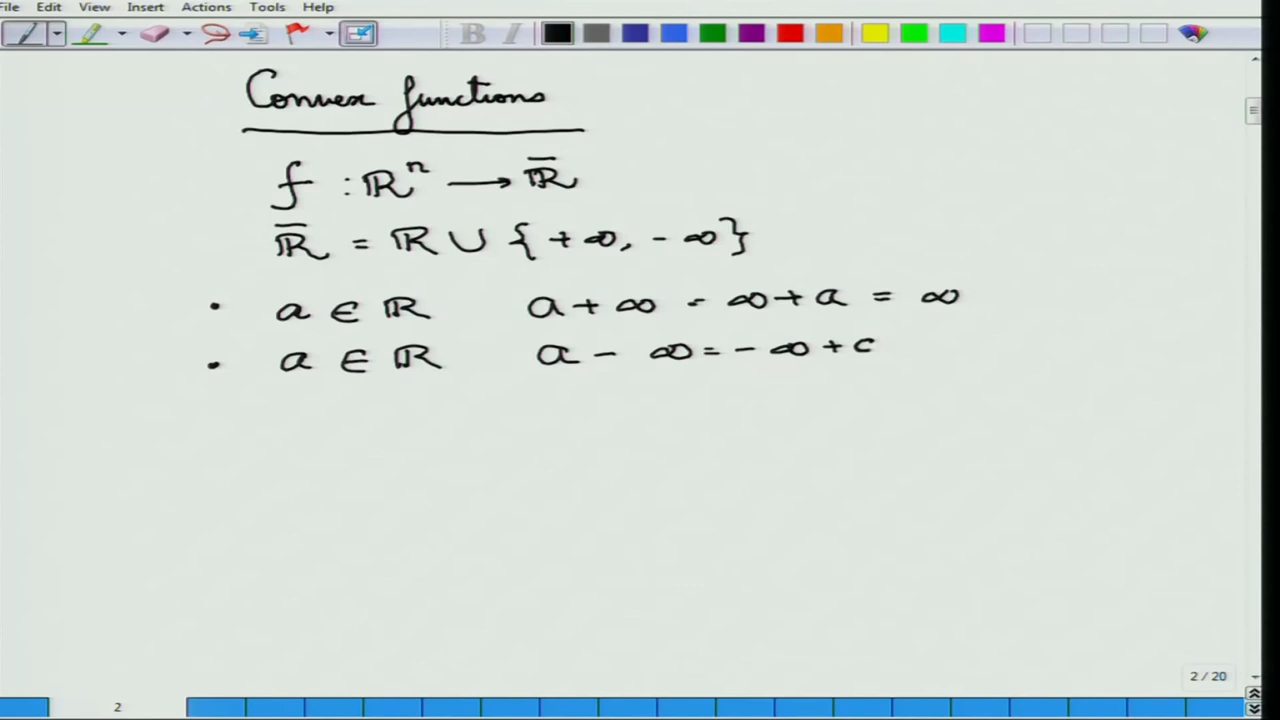 File Edit View Insert Actions Tools Help
B I
Convex functions
f : ℝⁿ ⟶ ℝ̄
ℝ̄ = ℝ ∪ {+∞, -∞}
• a ∈ ℝ a + ∞ = ∞ + a = ∞
• a ∈ ℝ a - ∞ = - ∞ + c
2 / 20
2